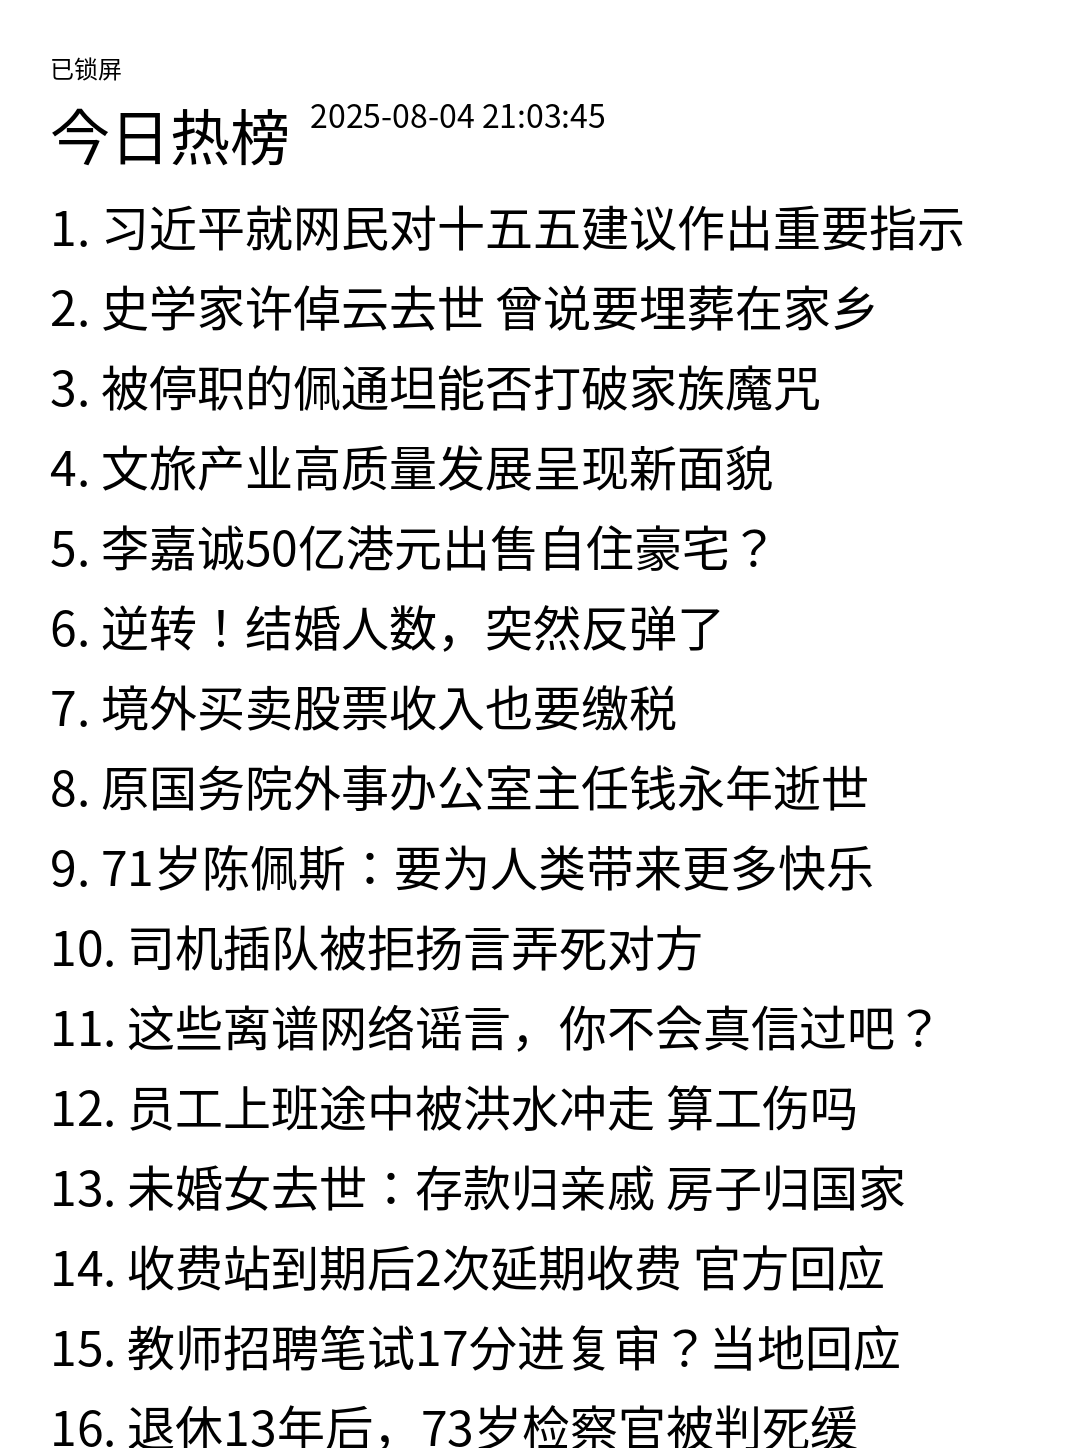 已锁屏
今日热榜 2025-08-04 21:03:45
1. 习近平就网民对十五五建议作出重要指示
2. 史学家许倬云去世 曾说要埋葬在家乡
3. 被停职的佩通坦能否打破家族魔咒
4. 文旅产业高质量发展呈现新面貌
5. 李嘉诚50亿港元出售自住豪宅？
6. 逆转！结婚人数，突然反弹了
7. 境外买卖股票收入也要缴税
8. 原国务院外事办公室主任钱永年逝世
9. 71岁陈佩斯：要为人类带来更多快乐
10. 司机插队被拒扬言弄死对方
11. 这些离谱网络谣言，你不会真信过吧？
12. 员工上班途中被洪水冲走 算工伤吗
13. 未婚女去世：存款归亲戚 房子归国家
14. 收费站到期后2次延期收费 官方回应
15. 教师招聘笔试17分进复审？当地回应
16. 退休13年后，73岁检察官被判死缓